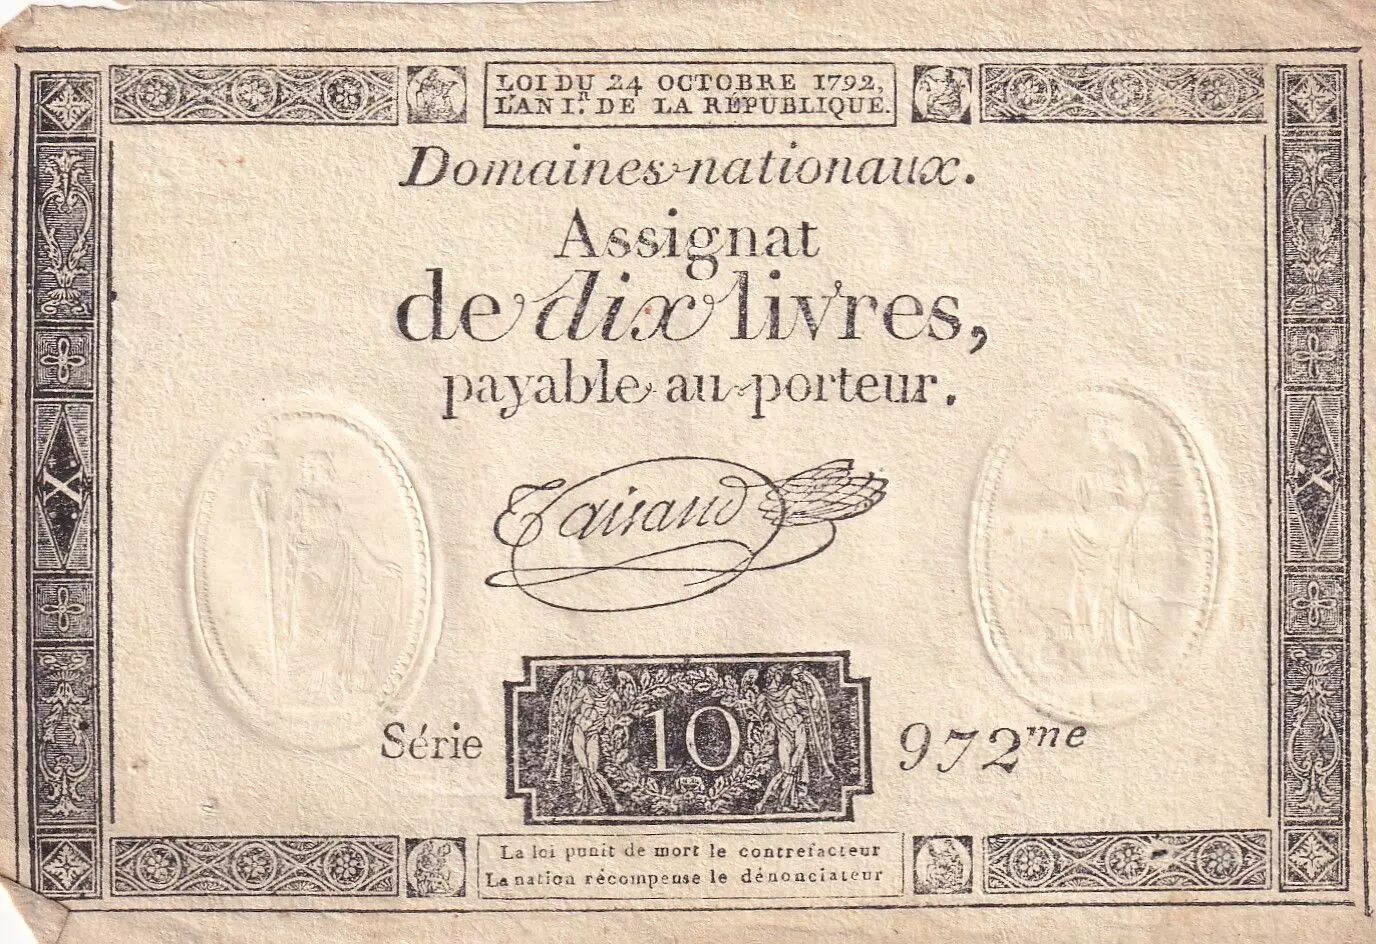 LOI DU 24 OCTOBRE 1792,
L'AN I.R DE LA RÉPUBLIQUE.
Domaines nationaux.
Assignat
de dix livres,
payable au porteur.
X X
Taisaud
Série 10 972me
La loi punit de mort le contrefacteur
La nation récompense le dénonciateur